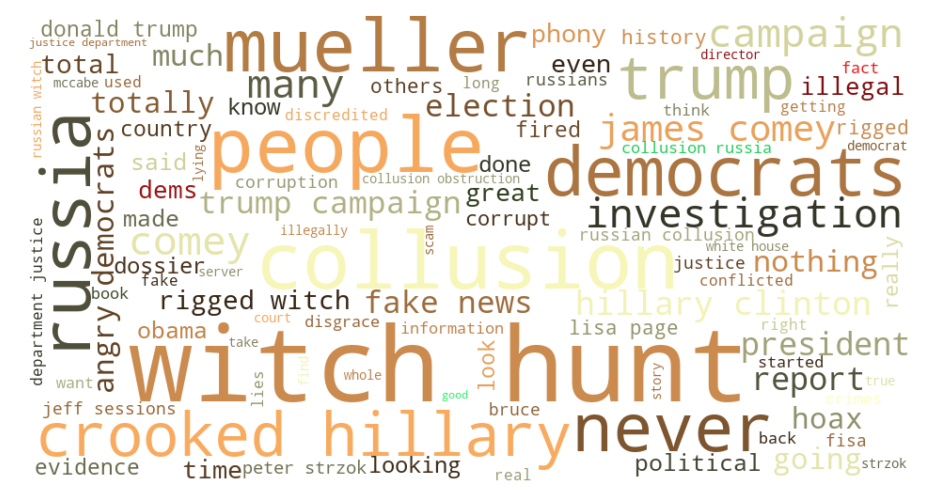 donald trump
mueller
phony
history
campaign
justice department
much
director
total
many
even
trump
fact
mccabe
used
others
long
russians
illegal
russian witch
totally
know
election
think
getting
discredited
country
people
fired
james comey
rigged
collusion russia
democrat
russia
angry democrats
said
lying
done
democrats
dems
corruption
collusion obstruction
great
trump campaign
made
corrupt
investigation
comey
illegally
scam
russian collusion
white house
really
dossier
collusion
justice
nothing
server
fake
conflicted
book
department justice
rigged witch
fake news
hillary clinton
court
disgrace
obama
information
lisa page
right
witch hunt
look
president
take
started
want
lies
find
whole
story
report
true
good
crimes
jeff sessions
bruce
hoax
crooked hillary
never
back
fisa
evidence
time
peter strzok
looking
real
political
going
strzok